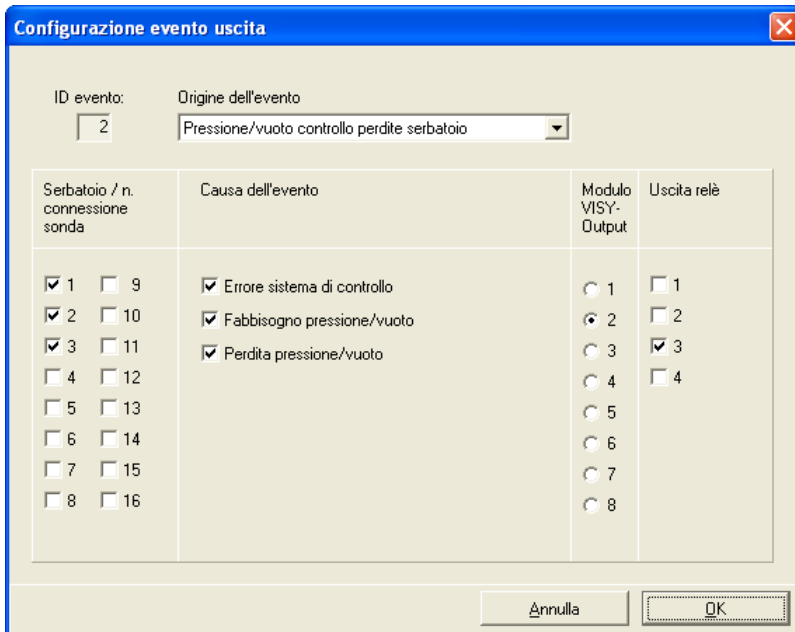 Configurazione evento uscita
ID evento: Origine dell'evento
2 Pressione/vuoto controllo perdite serbatoio
Serbatoio / n. Causa dell'evento Modulo Uscita relè
connessione VISY-
sonda Output
1 9 Errore sistema di controllo 1 1
2 10 Fabbisogno pressione/vuoto 2 2
3 11 Perdita pressione/vuoto 3 3
4 12 4 4
5 13 5
6 14 6
7 15 7
8 16 8
Annulla OK